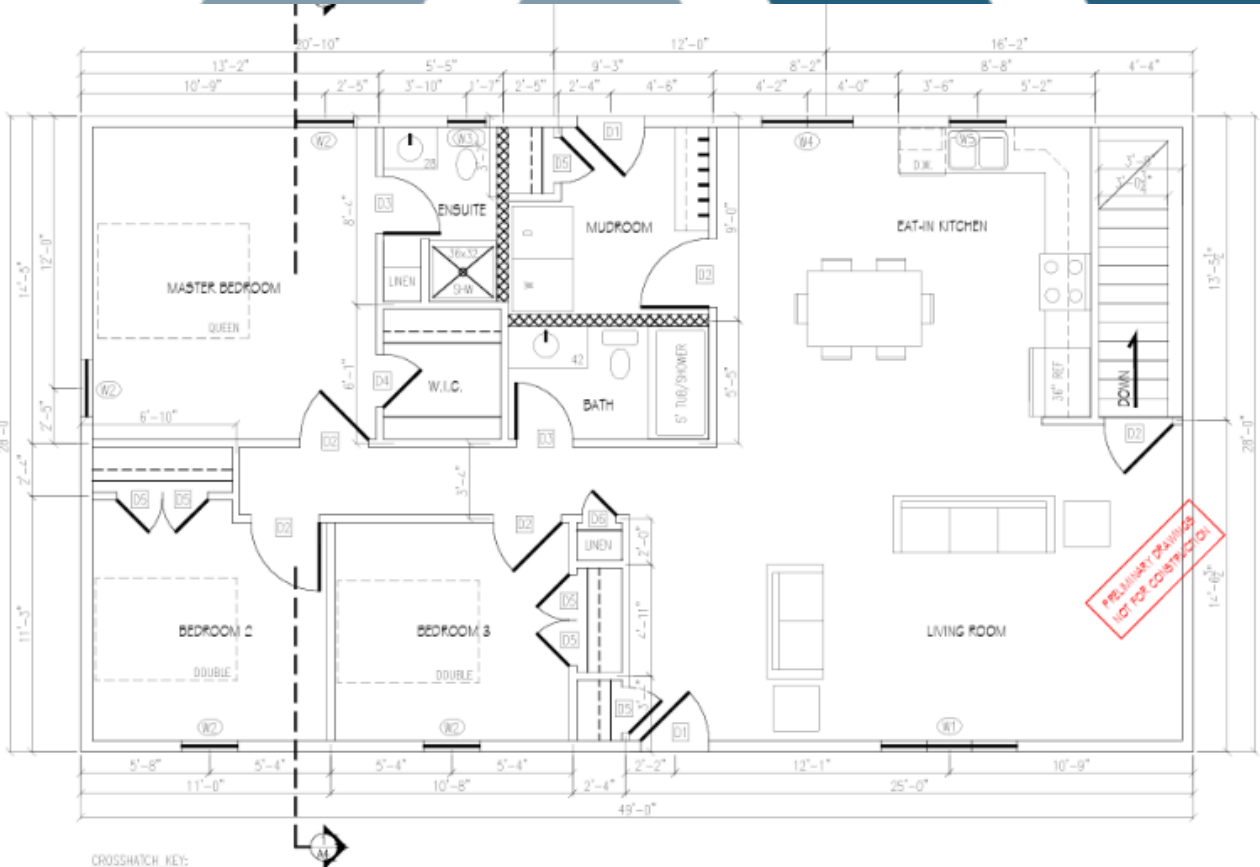 20'-10" 12'-0" 16'-2"
13'-2" 5'-5" 9'-3" 8'-2" 8'-8" 4'-4"
10'-9" 2'-5" 3'-10" 1'-7" 2'-5" 2'-4" 4'-6" 4'-2" 4'-0" 3'-6" 5'-2"
W2 W3 D1 W4 W5
28 D5 D.W.
D3 ENSUITE 3'-0"
8'-4" MUDROOM 9'-0" EAT-IN KITCHEN
12'-0" 14'-5" 36x32 D D2 13'-5½"
LINEN SHW W
MASTER BEDROOM
QUEEN
42
W2 D4 W.I.C. BATH 5' TUB/SHOWER 5'-5" 36" REF DOWN
6'-1"
2'-5" 6'-10"
D2 D3 D2
28'-0" 2'-4" 3'-4" 28'-0"
D5 D5 D2 D2 D6
LINEN 2'-0"
PRELIMINARY DRAWINGS
NOT FOR CONSTRUCTION
D5
11'-3" BEDROOM 2 BEDROOM 3 D5 4'-11" LIVING ROOM
DOUBLE DOUBLE
D5
W2 W2 D1 W1
5'-8" 5'-4" 5'-4" 5'-4" 2'-2" 12'-1" 10'-9"
11'-0" 10'-8" 2'-4" 25'-0"
49'-0"
A4
CROSSHATCH KEY: